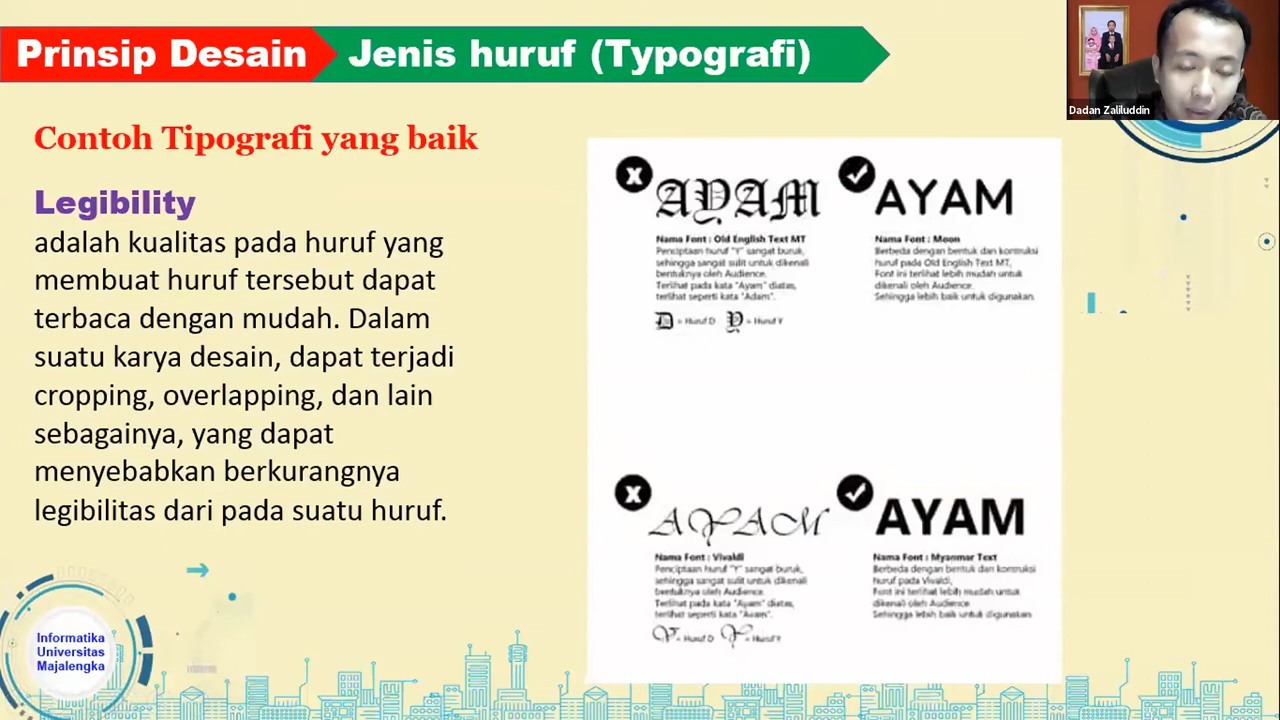 Prinsip Desain
Jenis huruf (Typografi)
Dadan Zaliluddin
Contoh Tipografi yang baik
Legibility
adalah kualitas pada huruf yang
membuat huruf tersebut dapat
terbaca dengan mudah. Dalam
suatu karya desain, dapat terjadi
cropping, overlapping, dan lain
sebagainya, yang dapat
menyebabkan berkurangnya
legibilitas dari pada suatu huruf.
AYAM
Nama Font : Old English Text MT
Penciptaan huruf "Y" sangat buruk,
sehingga sangat sulit untuk dikenali
bentuknya oleh Audience.
Terlihat pada kata "Ayam" diatas,
terlihat seperti kata "Adam".
D = Huruf D Y = Huruf Y
AYAM
Nama Font : Moon
Berbeda dengan bentuk dan kontruksi
huruf pada Old English Text MT,
Font ini terlihat lebih mudah untuk
dikenali oleh Audience.
Sehingga lebih baik untuk digunakan.
AYAM
Nama Font : Vivaldi
Penciptaan huruf "Y" sangat buruk,
sehingga sangat sulit untuk dikenali
bentuknya oleh Audience.
Terlihat pada kata "Ayam" diatas,
terlihat seperti kata
= Huruf D Y = Huruf Y
AYAM
Nama Font : Myanmar Text
Berbeda dengan bentuk dan kontruksi
huruf pada Vivaldi,
Font ini terlihat lebih mudah untuk
dikenali oleh Audience
Sehingga lebih baik untuk digunakan
Informatika
Universitas
Majalengka